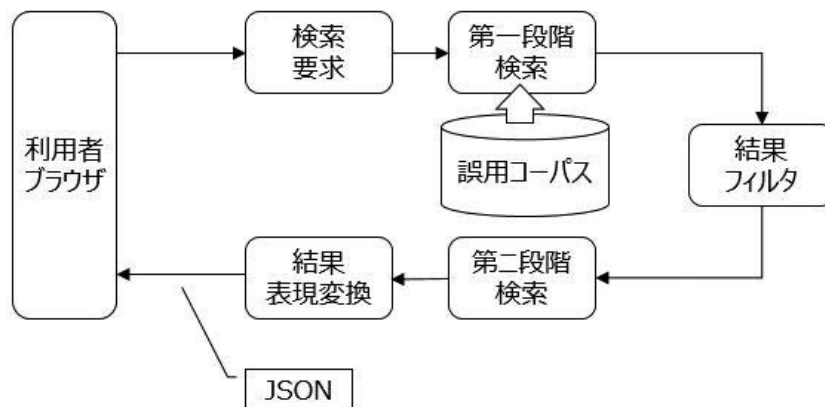 利用者
ブラウザ
検索
要求
第一段階
検索
誤用コーパス
結果
フィルタ
第二段階
検索
結果
表現変換
JSON